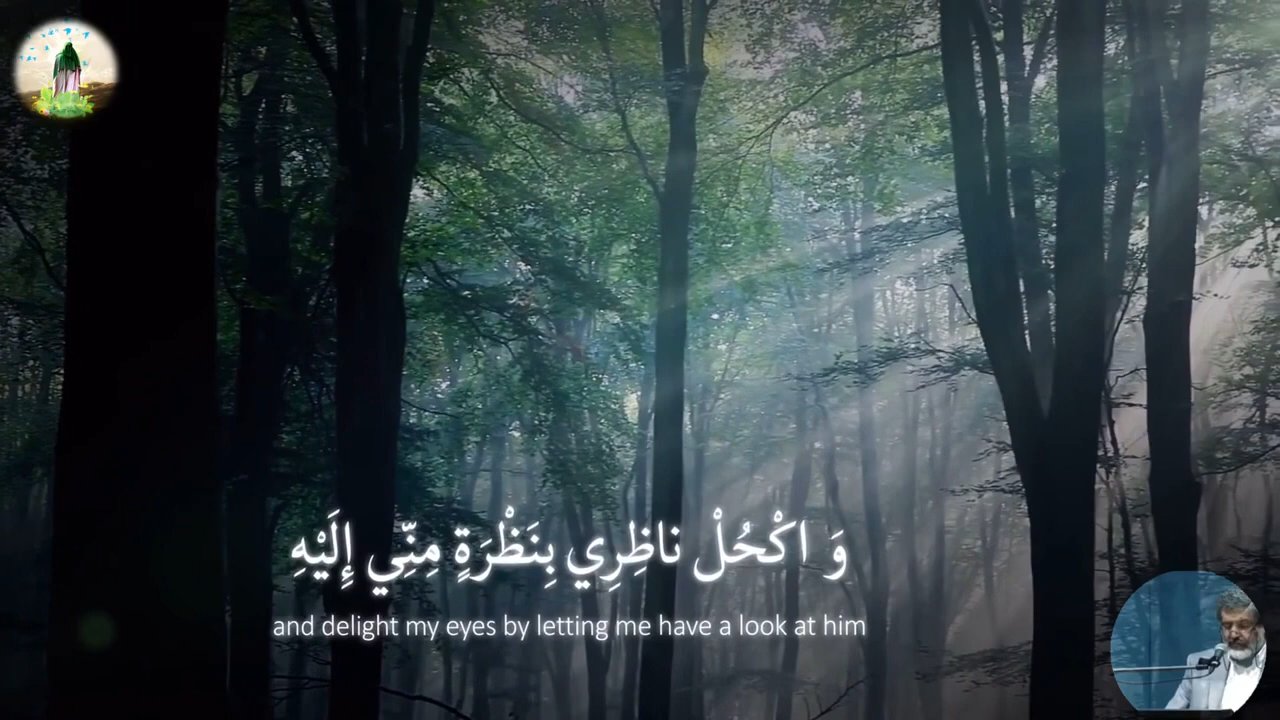 وَ اكْحُلْ ناظِرِي بِنَظْرَةٍ مِنِّي إِلَيْهِ
and delight my eyes by letting me have a look at him